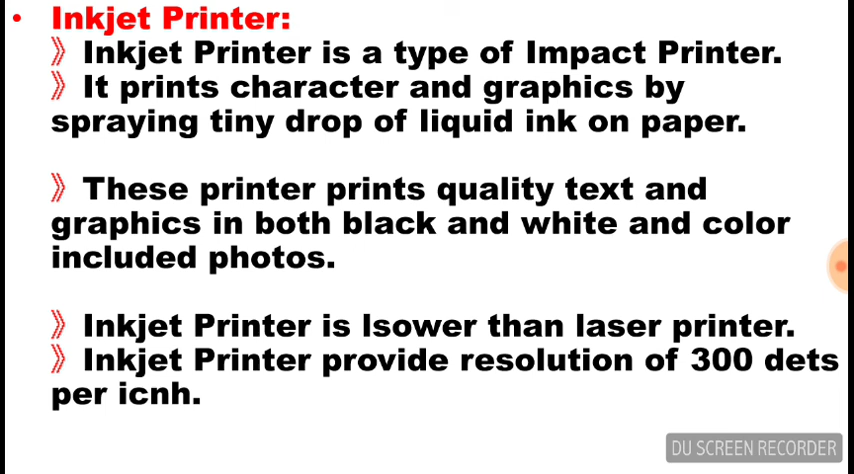 • Inkjet Printer:
》Inkjet Printer is a type of Impact Printer.
》It prints character and graphics by
spraying tiny drop of liquid ink on paper.
》These printer prints quality text and
graphics in both black and white and color
included photos.
》Inkjet Printer is lsower than laser printer.
》Inkjet Printer provide resolution of 300 dets
per icnh.
DU SCREEN RECORDER